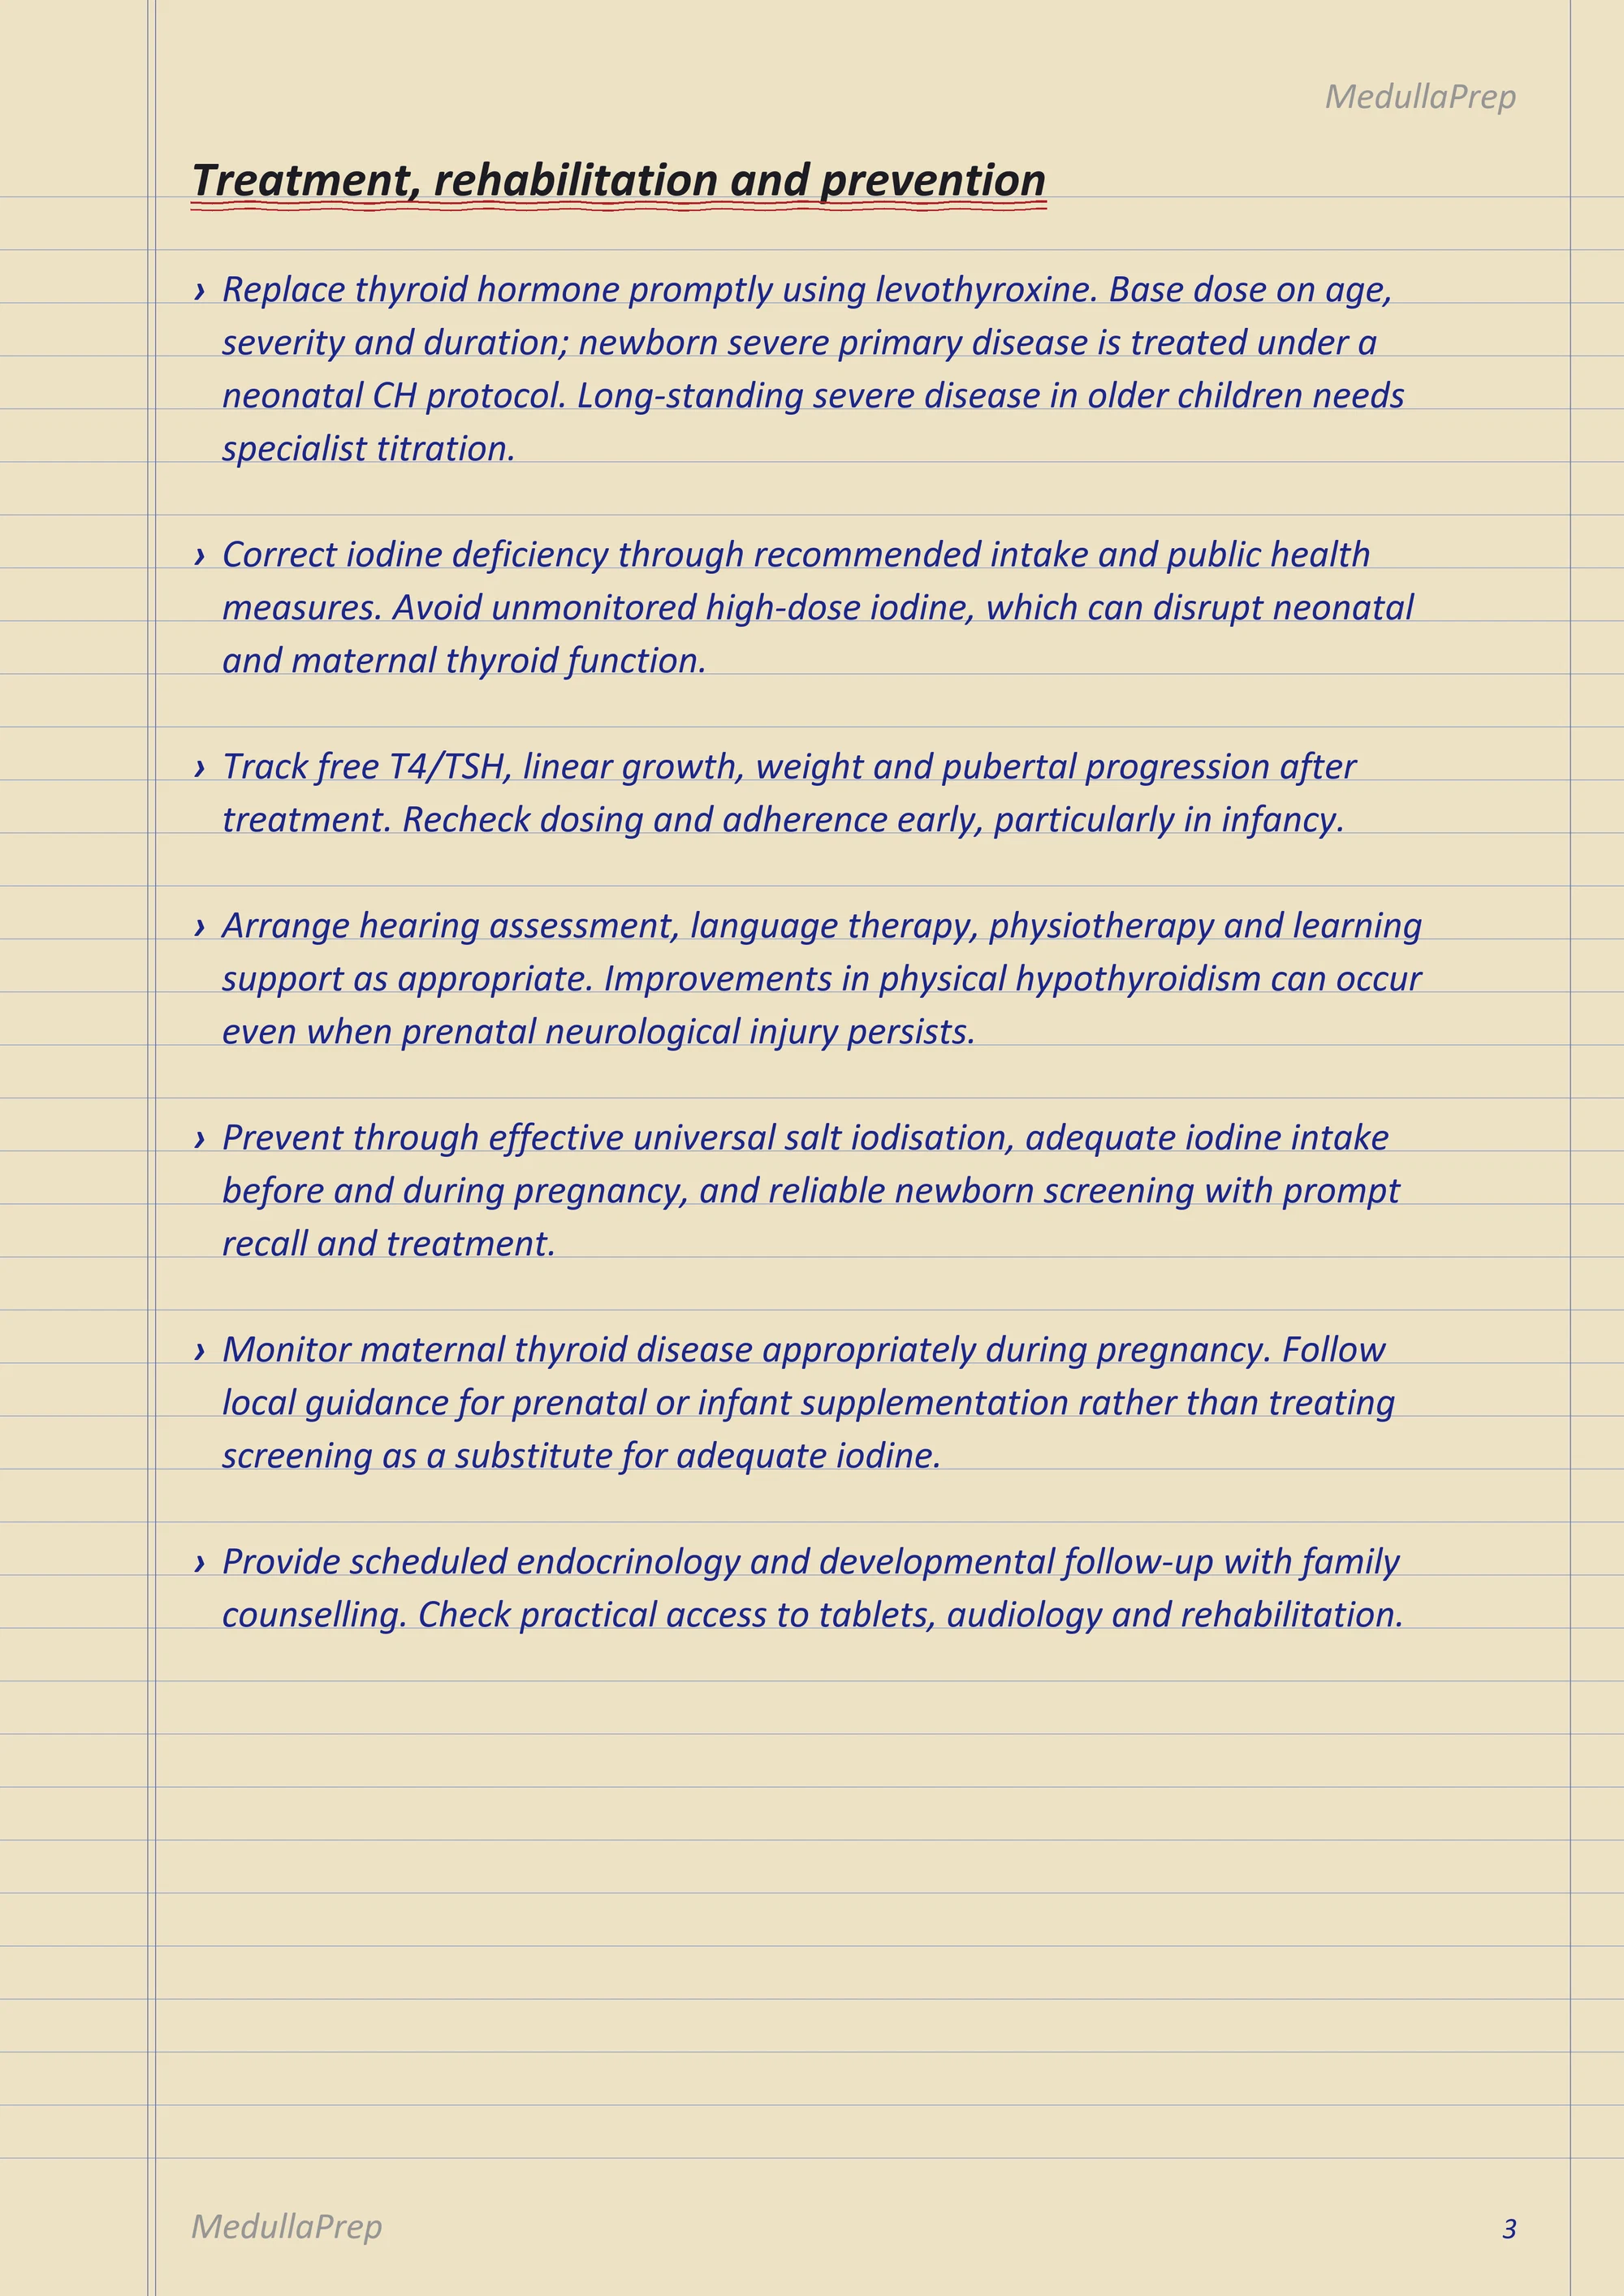 MedullaPrep
Treatment, rehabilitation and prevention
› Replace thyroid hormone promptly using levothyroxine. Base dose on age,
severity and duration; newborn severe primary disease is treated under a
neonatal CH protocol. Long-standing severe disease in older children needs
specialist titration.
› Correct iodine deficiency through recommended intake and public health
measures. Avoid unmonitored high-dose iodine, which can disrupt neonatal
and maternal thyroid function.
› Track free T4/TSH, linear growth, weight and pubertal progression after
treatment. Recheck dosing and adherence early, particularly in infancy.
› Arrange hearing assessment, language therapy, physiotherapy and learning
support as appropriate. Improvements in physical hypothyroidism can occur
even when prenatal neurological injury persists.
› Prevent through effective universal salt iodisation, adequate iodine intake
before and during pregnancy, and reliable newborn screening with prompt
recall and treatment.
› Monitor maternal thyroid disease appropriately during pregnancy. Follow
local guidance for prenatal or infant supplementation rather than treating
screening as a substitute for adequate iodine.
› Provide scheduled endocrinology and developmental follow-up with family
counselling. Check practical access to tablets, audiology and rehabilitation.
MedullaPrep
3